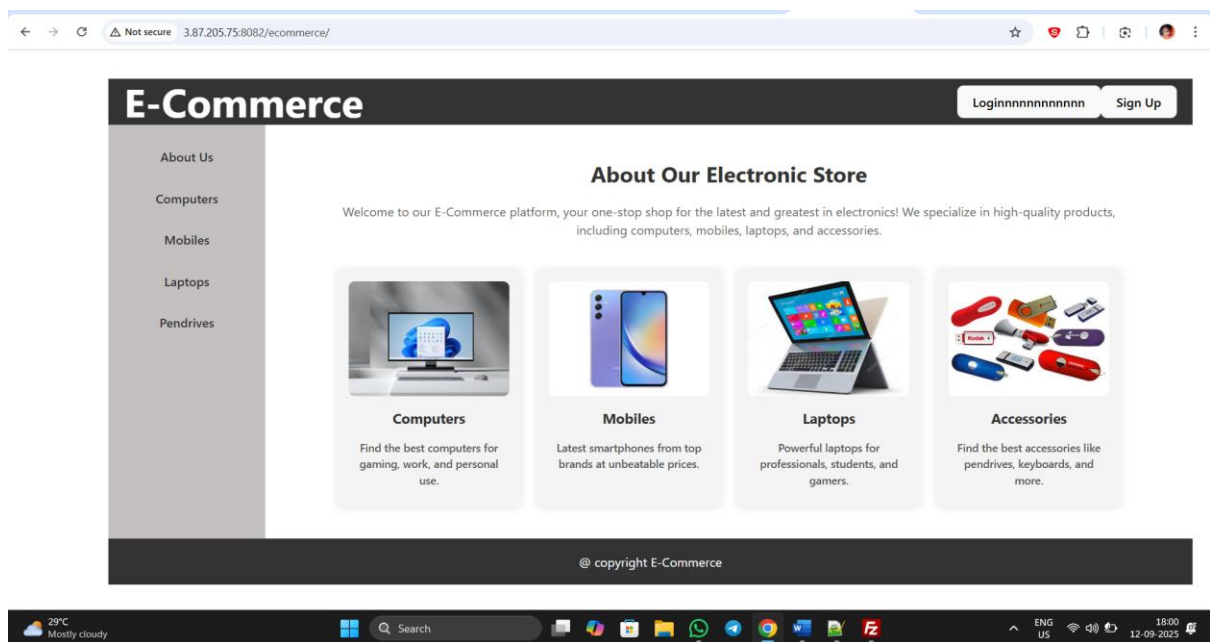 Not secure 3.87.205.75:8082/ecommerce/
E-Commerce
Loginnnnnnnnnnnn Sign Up
About Us
Computers
Mobiles
Laptops
Pendrives
About Our Electronic Store
Welcome to our E-Commerce platform, your one-stop shop for the latest and greatest in electronics! We specialize in high-quality products,
including computers, mobiles, laptops, and accessories.
Kodak
Computers
Find the best computers for
gaming, work, and personal
use.
Mobiles
Latest smartphones from top
brands at unbeatable prices.
Laptops
Powerful laptops for
professionals, students, and
gamers.
Accessories
Find the best accessories like
pendrives, keyboards, and
more.
@ copyright E-Commerce
29°C
Mostly cloudy
Search
ENG
US
18:00
12-09-2025